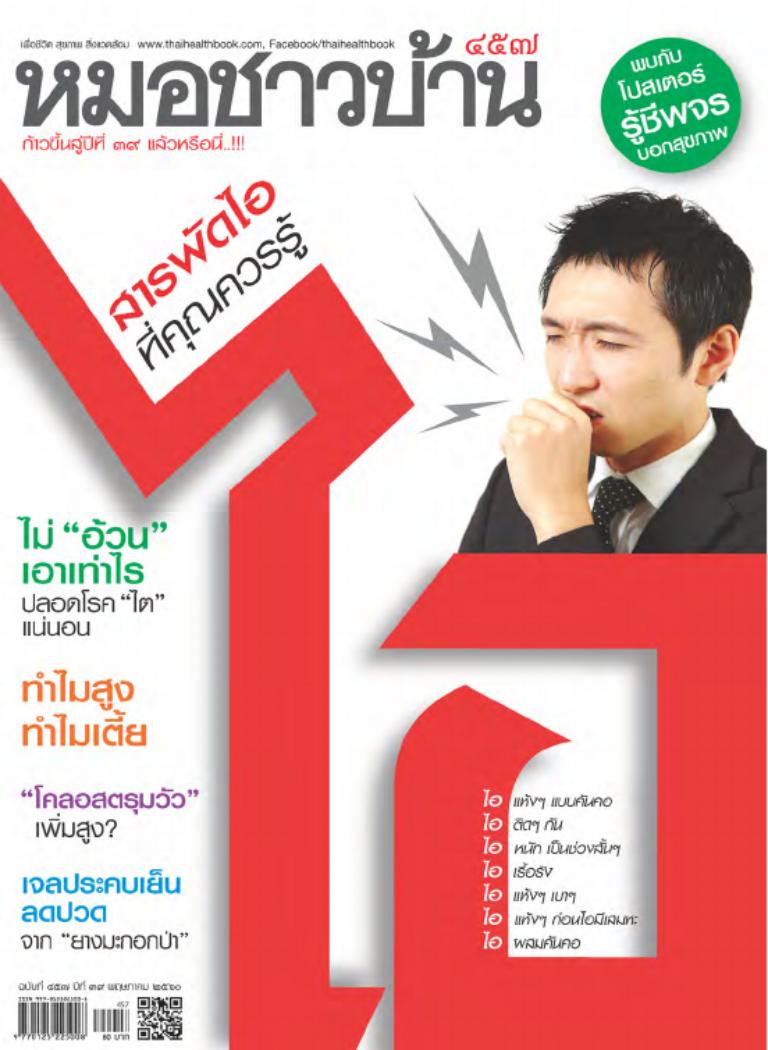 เพื่อชีวิต สุขภาพ สิ่งแวดล้อม www.thaihealthbook.com, Facebook/thaihealthbook
๔๕๗
หมอชาวบ้าน
ก้าวขึ้นสู่ปีที่ ๓๙ แล้วหรือนี่..!!!
พบกับ
โปสเตอร์
รู้ชีพจร
บอกสุขภาพ
สารพัดไอ
ที่คุณควรรู้
ไอ
ไม่ “อ้วน”
เอาเท่าไร
ปลอดโรค “ไต”
แน่นอน
ทำไมสูง
ทำไมเตี้ย
“โคลอสตรุมวัว”
เพิ่มสูง?
เจลประคบเย็น
ลดปวด
จาก “ยางมะกอกป่า”
ไอ แห้งๆ แบบคันคอ
ไอ ติดๆ กัน
ไอ หนัก เป็นช่วงสั้นๆ
ไอ เรื้อรัง
ไอ แห้งๆ เบาๆ
ไอ แห้งๆ ก่อนไอมีเสมหะ
ไอ ผสมคันคอ
ฉบับที่ ๔๕๗ ปีที่ ๓๙ พฤษภาคม ๒๕๖๐
457
9 770125 225008
80 บาท